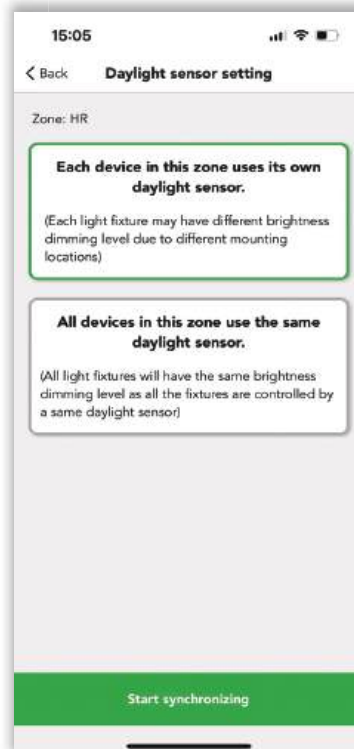 15:05
< Back Daylight sensor setting
Zone: HR
Each device in this zone uses its own
daylight sensor.
(Each light fixture may have different brightness
dimming level due to different mounting
locations)
All devices in this zone use the same
daylight sensor.
(All light fixtures will have the same brightness
dimming level as all the fixtures are controlled by
a same daylight sensor)
Start synchronizing